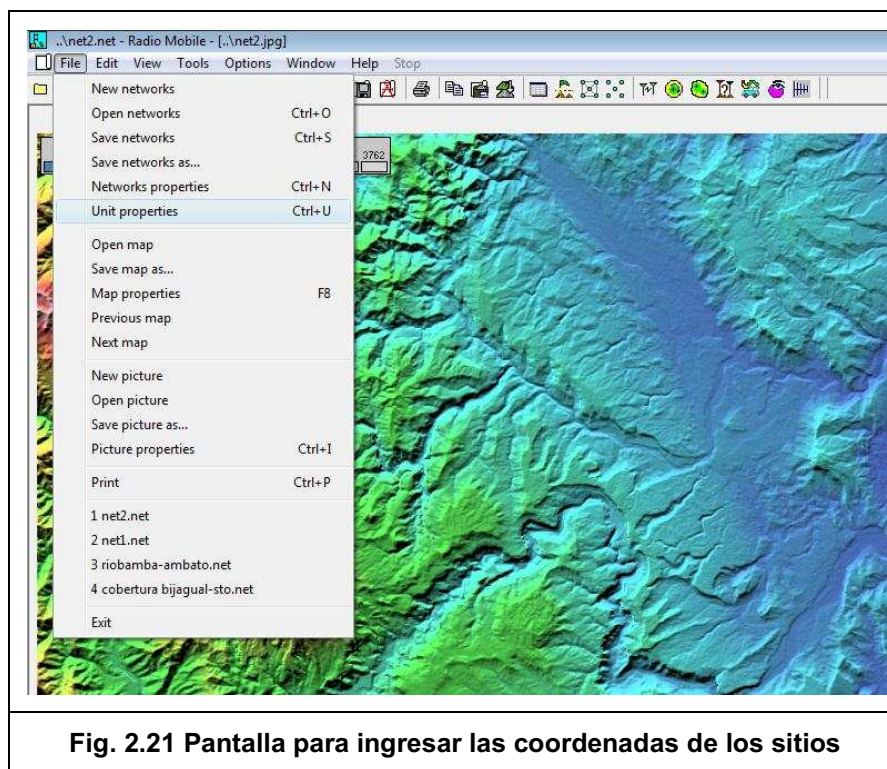 ..\net2.net - Radio Mobile - [..\net2.jpg]
File Edit View Tools Options Window Help Stop
New networks
Open networks Ctrl+O
Save networks Ctrl+S
Save networks as...
Networks properties Ctrl+N
Unit properties Ctrl+U
Open map
Save map as...
Map properties F8
Previous map
Next map
New picture
Open picture
Save picture as...
Picture properties Ctrl+I
Print Ctrl+P
1 net2.net
2 net1.net
3 riobamba-ambato.net
4 cobertura bijagual-sto.net
Exit
3762
Fig. 2.21 Pantalla para ingresar las coordenadas de los sitios